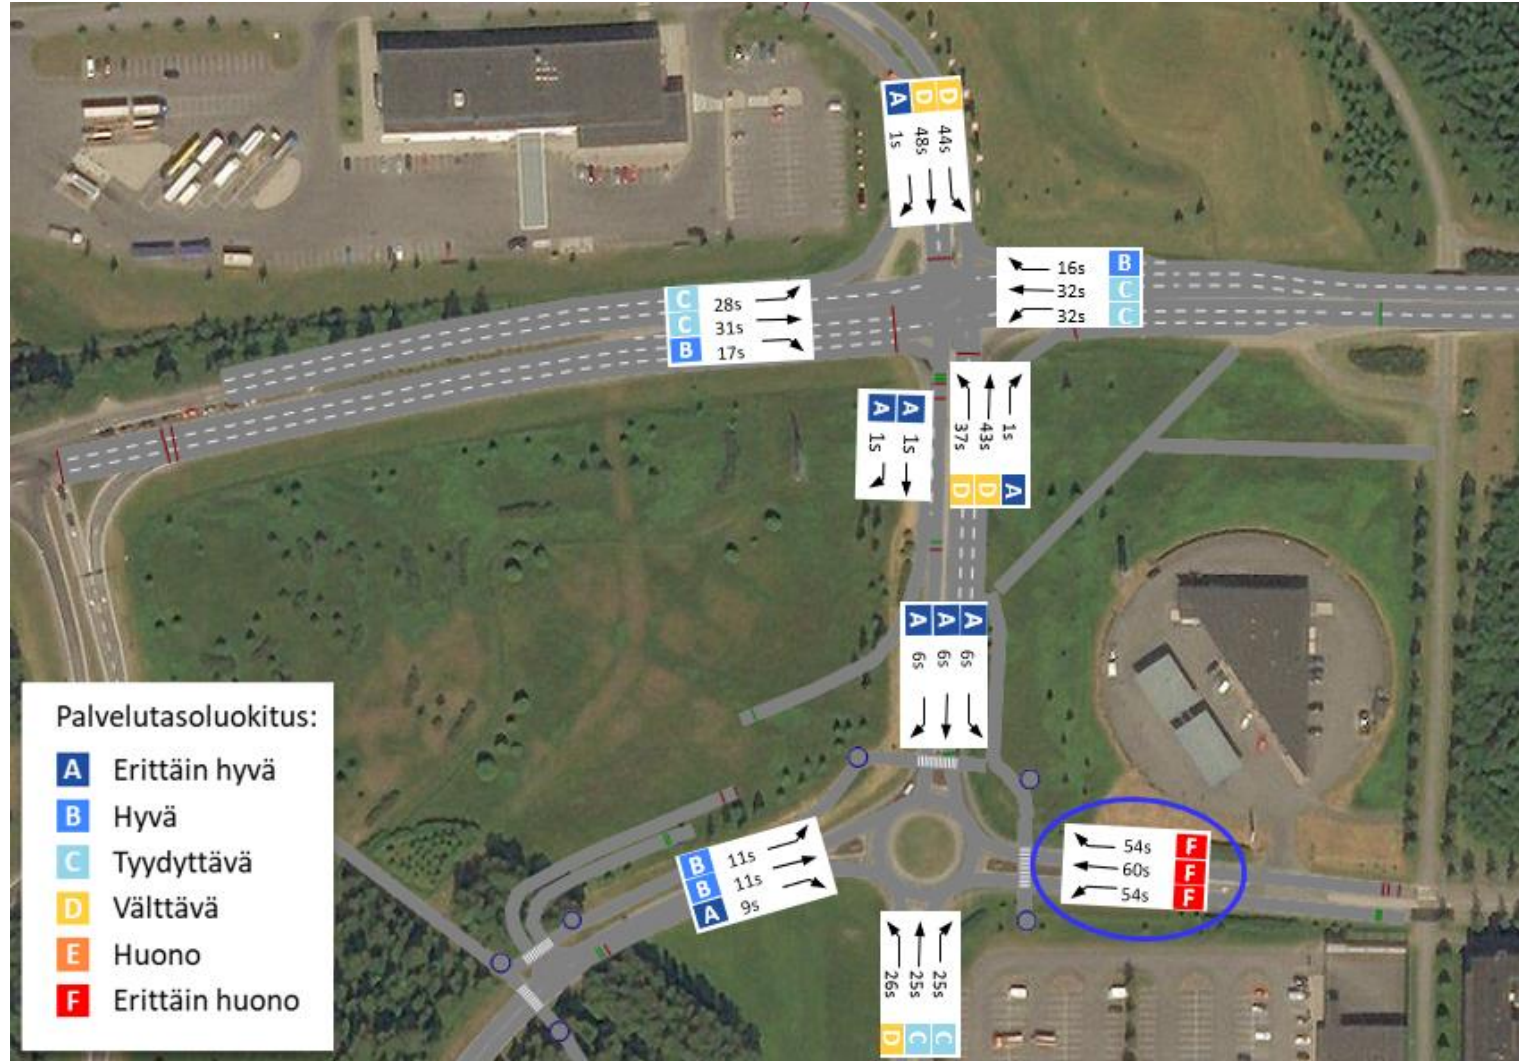 A D D
1s 48s 44s
16s B
32s C
32s C
C 28s
C 31s
B 17s
A A
1s 1s
37s 43s 1s
D D A
A A A
6s 6s 6s
Palvelutasoluokitus:
A Erittäin hyvä
B Hyvä
C Tyydyttävä
D Välttävä
E Huono
F Erittäin huono
B 11s
B 11s
A 9s
54s F
60s F
54s F
26s 25s 25s
D C C